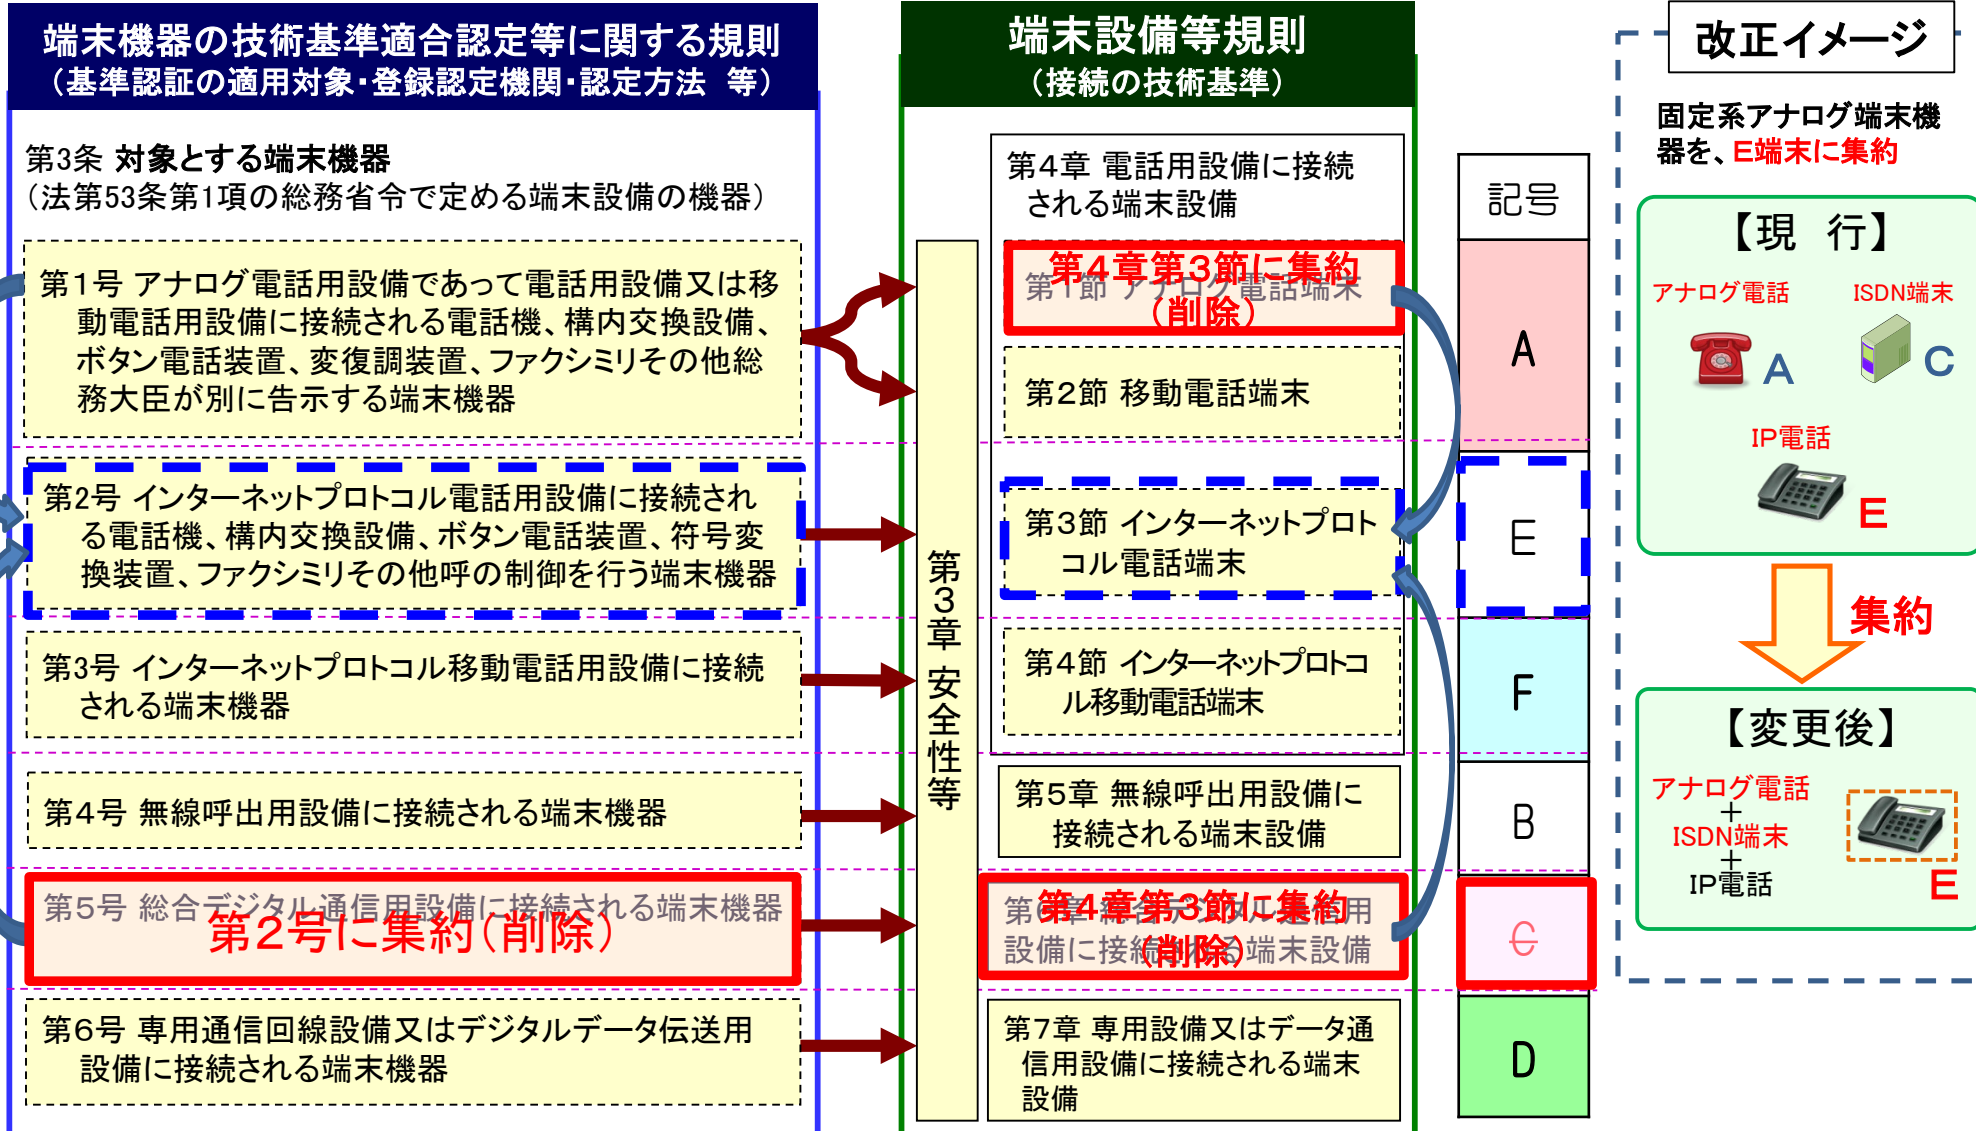 端末機器の技術基準適合認定等に関する規則
（基準認証の適用対象・登録認定機関・認定方法　等）
第3条 対象とする端末機器
（法第53条第1項の総務省令で定める端末設備の機器）
第1号 アナログ電話用設備であって電話用設備又は移
動電話用設備に接続される電話機、構内交換設備、
ボタン電話装置、変復調装置、ファクシミリその他総
務大臣が別に告示する端末機器
第2号 インターネットプロトコル電話用設備に接続され
る電話機、構内交換設備、ボタン電話装置、符号変
換装置、ファクシミリその他呼の制御を行う端末機器
第3号 インターネットプロトコル移動電話用設備に接続
される端末機器
第4号 無線呼出用設備に接続される端末機器
第5号 総合デジタル通信用設備に接続される端末機器
第2号に集約（削除）
第6号 専用通信回線設備又はデジタルデータ伝送用
設備に接続される端末機器
端末設備等規則
（接続の技術基準）
第3章 安全性等
第4章 電話用設備に接続
される端末設備
第1節 アナログ電話端末
第4章第3節に集約
（削除）
第2節 移動電話端末
第3節 インターネットプロト
コル電話端末
第4節 インターネットプロトコ
ル移動電話端末
第5章 無線呼出用設備に
接続される端末設備
第6章 総合デジタル通信用
設備に接続される端末設備
第4章第3節に集約
（削除）
第7章 専用設備又はデータ通
信用設備に接続される端末
設備
記号
A
E
F
B
C
D
改正イメージ
固定系アナログ端末機
器を、E端末に集約
【現　行】
アナログ電話
A
ISDN端末
C
IP電話
E
集約
【変更後】
アナログ電話
＋
ISDN端末
＋
IP電話
E